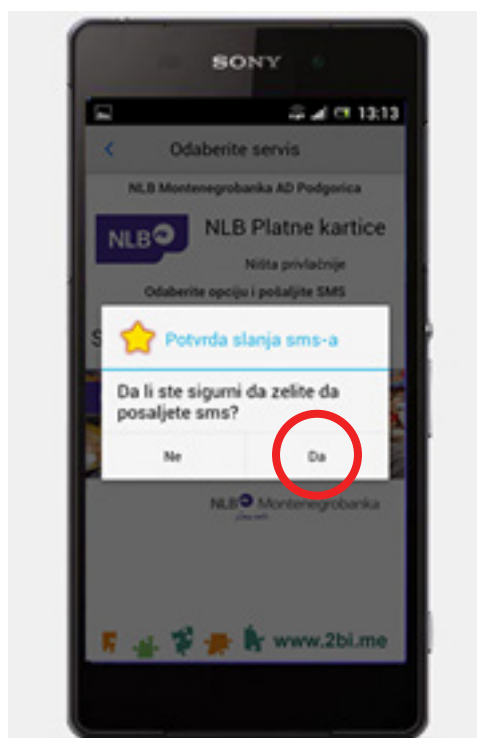 SONY
13:13
Odaberite servis
NLB Montenegrobanka AD Podgorica
NLB
NLB Platne kartice
Ništa privlačnije
Odaberite opciju i pošaljite SMS
S
Potvrda slanja sms-a
Da li ste sigurni da zelite da
posaljete sms?
Ne
Da
NLB Montenegrobanka
www.2bi.me